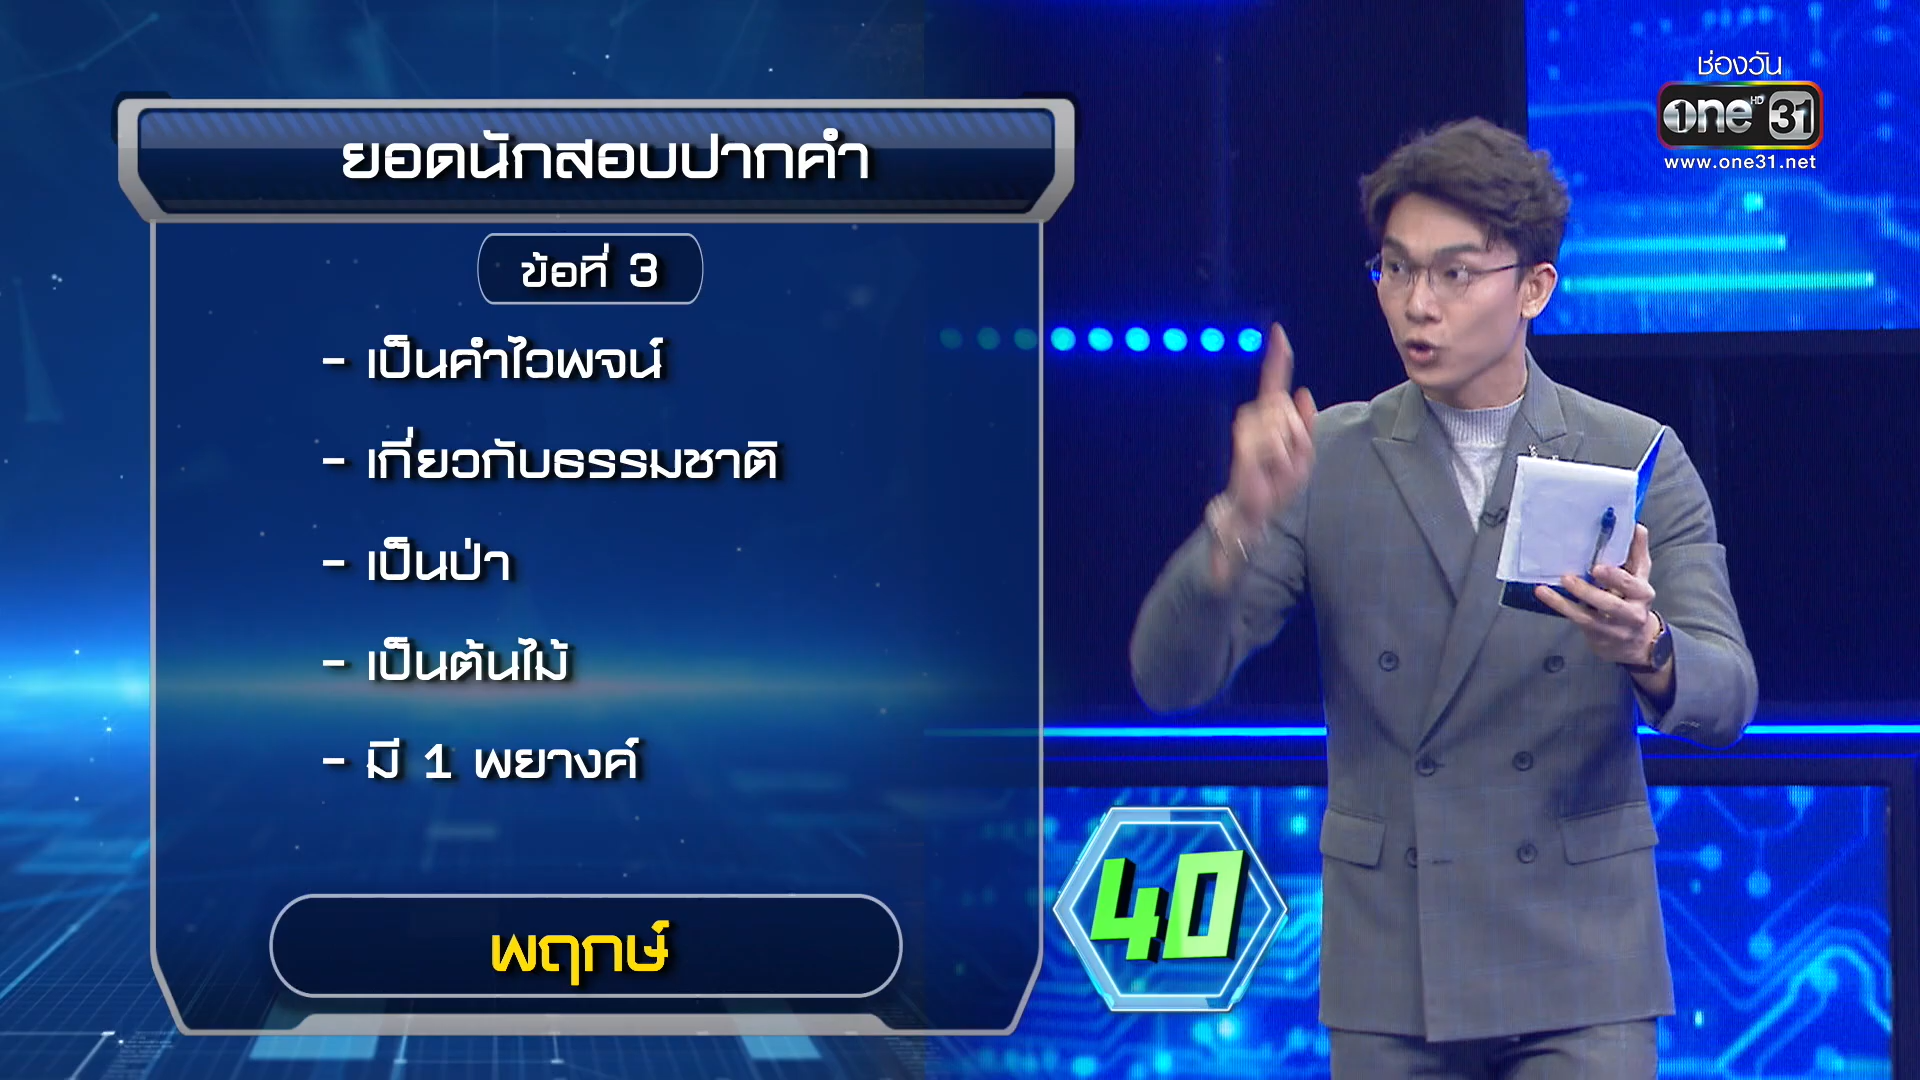 ยอดนักสอบปากคำ
ข้อที่ 3
- เป็นคำไวพจน์
- เกี่ยวกับธรรมชาติ
- เป็นป่า
- เป็นต้นไม้
- มี 1 พยางค์
พฤกษ์
40
ช่องวัน
one HD 31
www.one31.net